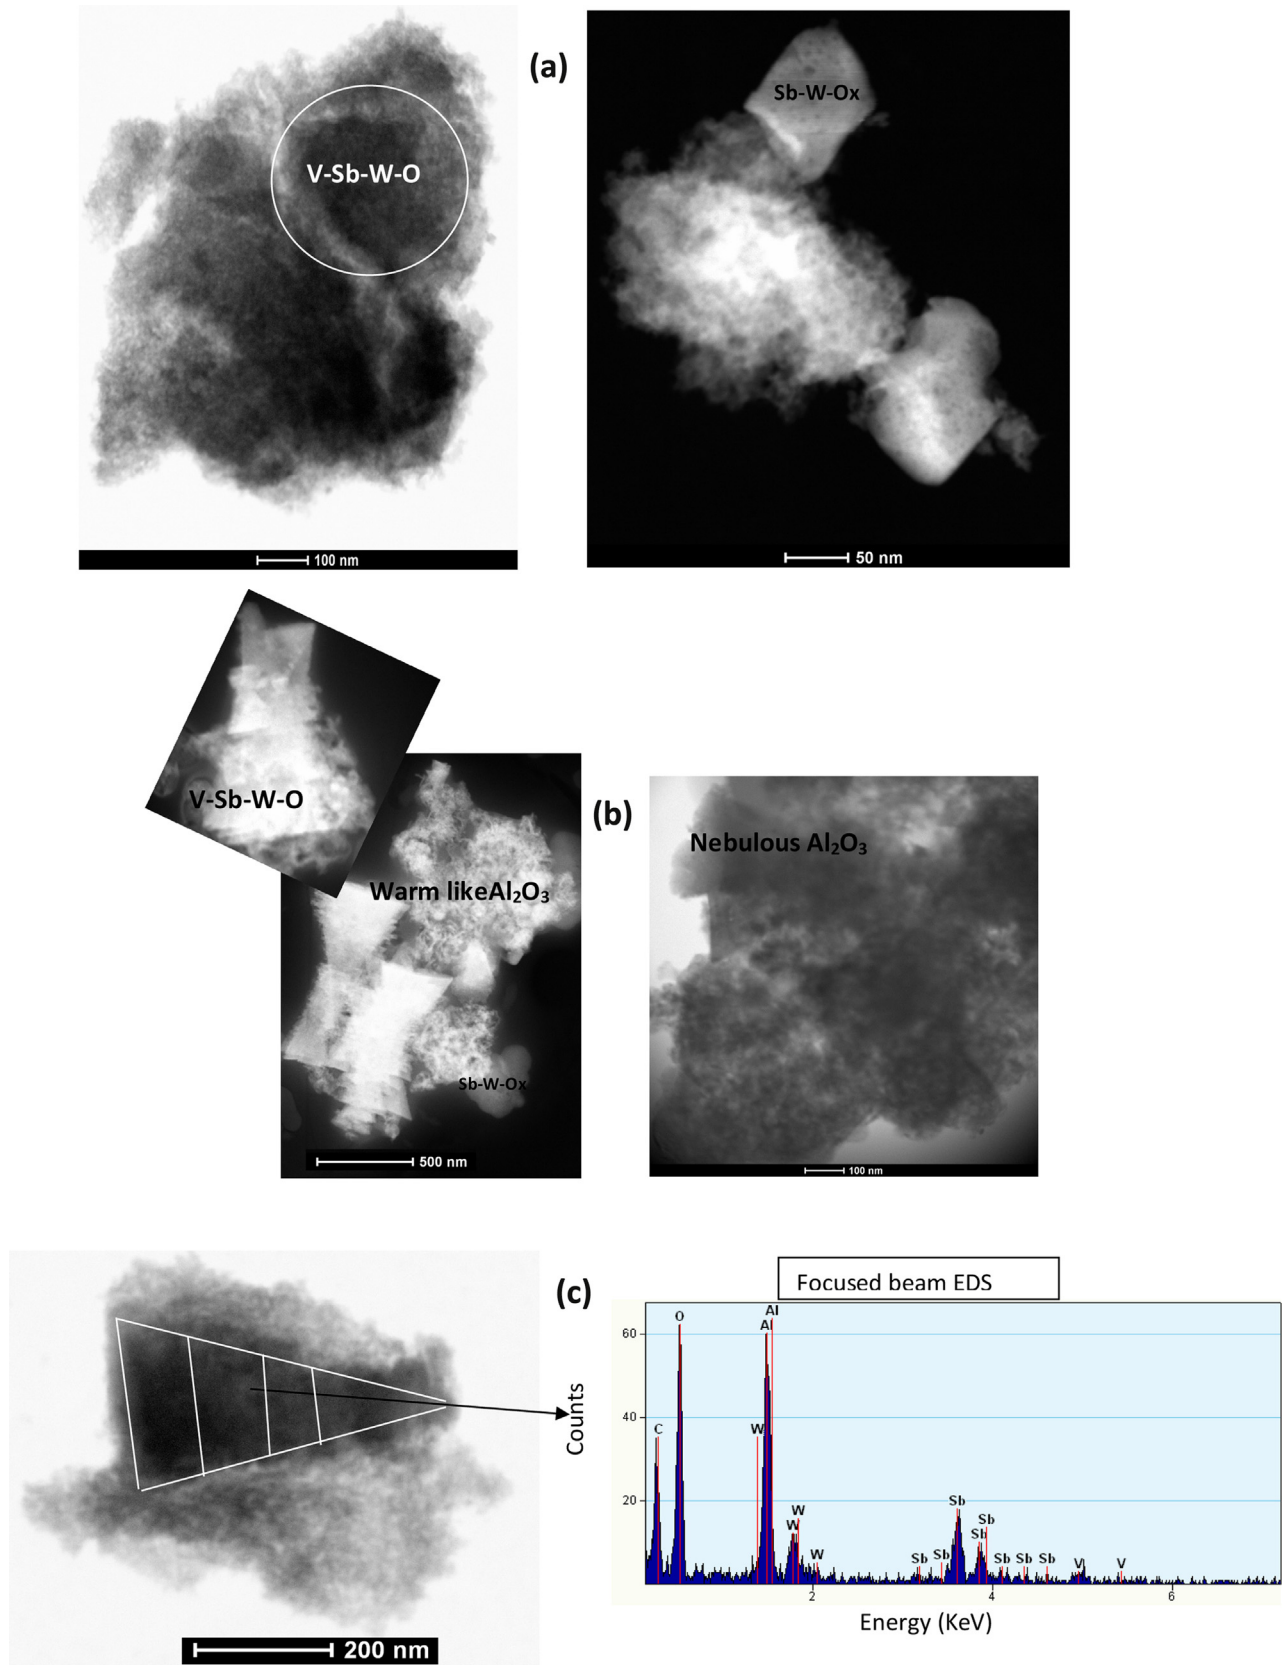 (a)
V-Sb-W-O
100 nm
Sb-W-Ox
50 nm
(b)
V-Sb-W-O
Warm likeAl₂O₃
Sb-W-Ox
500 nm
Nebulous Al₂O₃
100 nm
(c)
200 nm
Focused beam EDS
Counts
60
40
20
C
O
W
Al
Al
W
W
W
Sb
Sb
Sb
Sb
Sb
Sb
Sb
Sb
V
V
2
4
6
Energy (KeV)